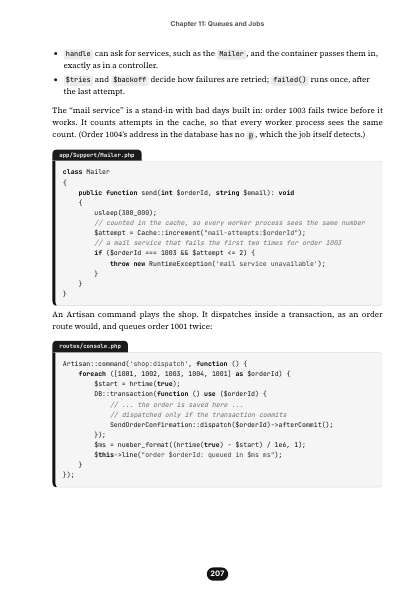 Chapter 11: Queues and Jobs
• handle can ask for services, such as the Mailer, and the container passes them in,
exactly as in a controller.
• $tries and $backoff decide how failures are retried; failed() runs once, after
the last attempt.
The “mail service” is a stand-in with bad days built in: order 1003 fails twice before it
works. It counts attempts in the cache, so that every worker process sees the same
count. (Order 1004’s address in the database has no @, which the job itself detects.)
app/Support/Mailer.php
class Mailer
{
    public function send(int $orderId, string $email): void
    {
        usleep(300_000);
        // counted in the cache, so every worker process sees the same number
        $attempt = Cache::increment("mail-attempts:$orderId");
        // a mail service that fails the first two times for order 1003
        if ($orderId === 1003 && $attempt <= 2) {
            throw new RuntimeException('mail service unavailable');
        }
    }
}
An Artisan command plays the shop. It dispatches inside a transaction, as an order
route would, and queues order 1001 twice:
routes/console.php
Artisan::command('shop:dispatch', function () {
    foreach ([1001, 1002, 1003, 1004, 1001] as $orderId) {
        $start = hrtime(true);
        DB::transaction(function () use ($orderId) {
            // ... the order is saved here ...
            // dispatched only if the transaction commits
            SendOrderConfirmation::dispatch($orderId)->afterCommit();
        });
        $ms = number_format((hrtime(true) - $start) / 1e6, 1);
        $this->line("order $orderId: queued in $ms ms");
    }
});
207